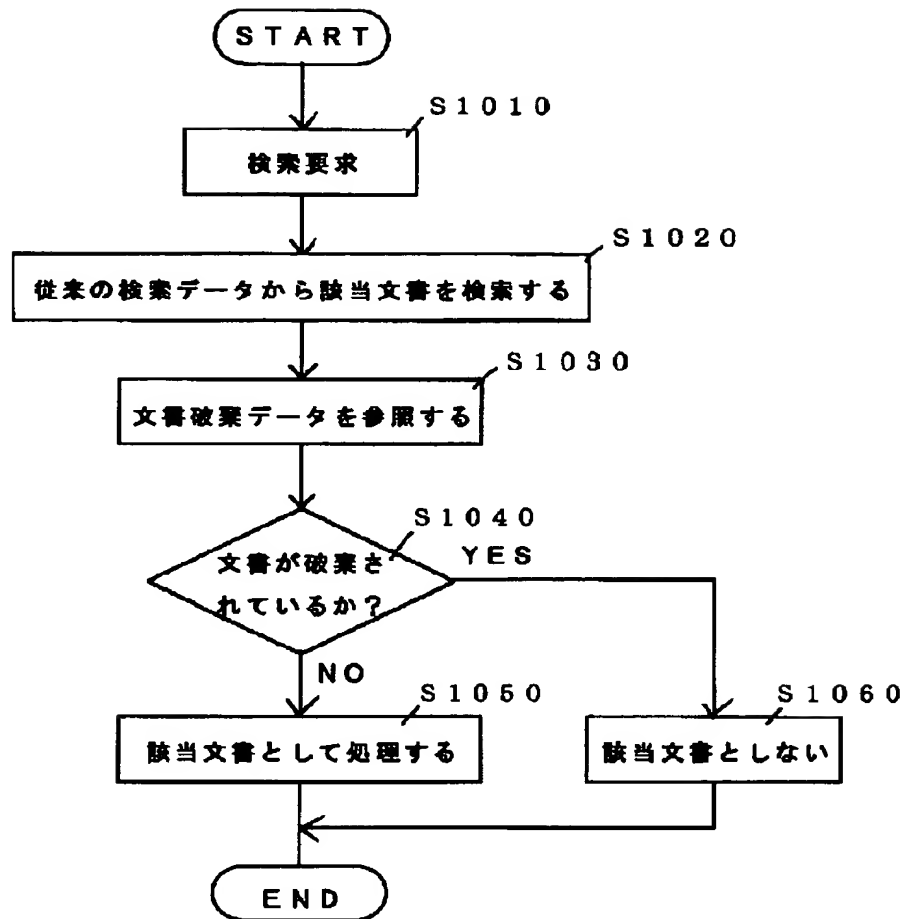 START
S1010
検索要求
S1020
従来の検索データから該当文書を検索する
S1030
文書破棄データを参照する
S1040
文書が破棄さ
れているか？
YES
NO
S1050
該当文書として処理する
S1060
該当文書としない
END